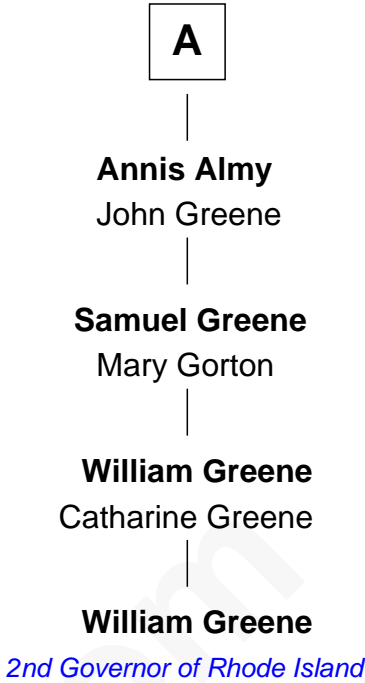 A
Annis Almy
John Greene
Samuel Greene
Mary Gorton
William Greene
Catharine Greene
William Greene
2nd Governor of Rhode Island